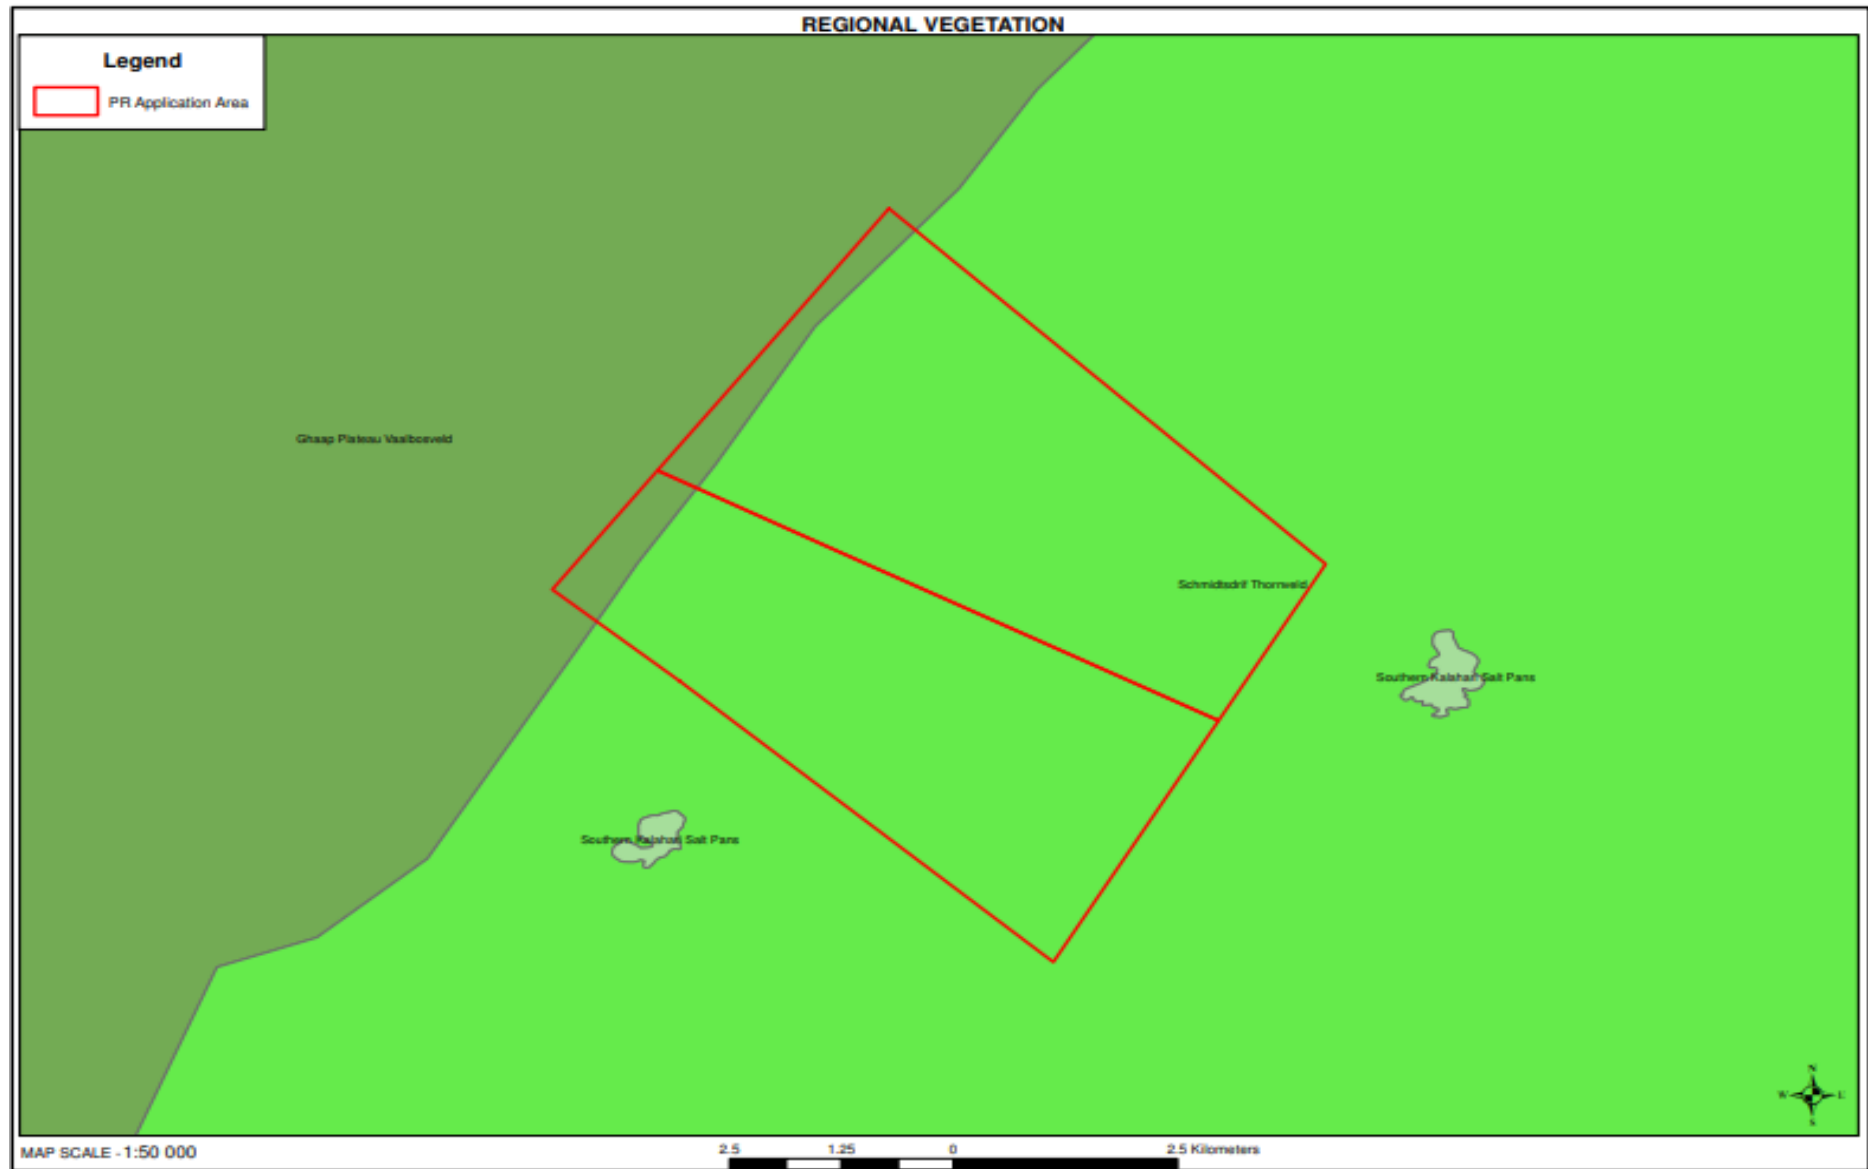 REGIONAL VEGETATION
Legend
PR Application Area
Ghaap Plateau Vaalbosveld
Schmidtsdrif Thornveld
Southern Kalahari Salt Pans
Southern Kalahari Salt Pans
N
W E
S
MAP SCALE - 1:50 000
2.5 1.25 0 2.5 Kilometers